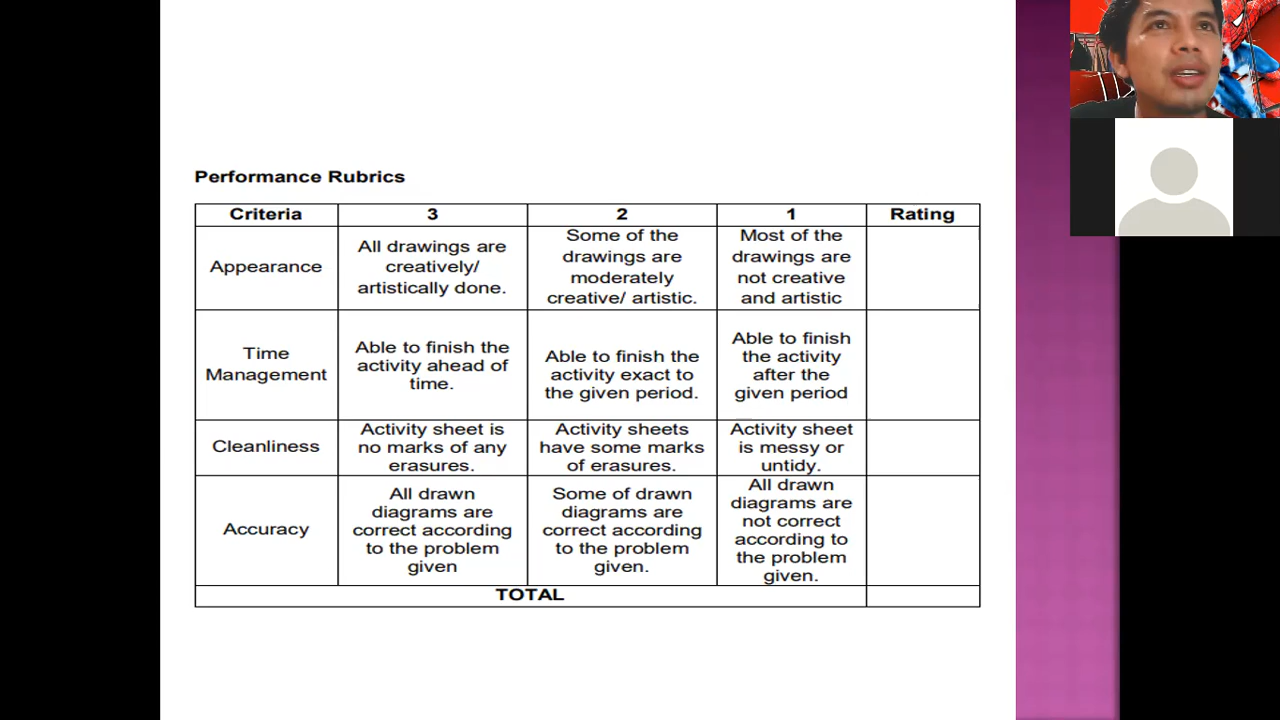 Performance Rubrics
Criteria
3
2
1
Rating
Appearance
All drawings are
creatively/
artistically done.
Some of the
drawings are
moderately
creative/ artistic.
Most of the
drawings are
not creative
and artistic
Time
Management
Able to finish the
activity ahead of
time.
Able to finish the
activity exact to
the given period.
Able to finish
the activity
after the
given period
Cleanliness
Activity sheet is
no marks of any
erasures.
Activity sheets
have some marks
of erasures.
Activity sheet
is messy or
untidy.
Accuracy
All drawn
diagrams are
correct according
to the problem
given
Some of drawn
diagrams are
correct according
to the problem
given.
All drawn
diagrams are
not correct
according to
the problem
given.
TOTAL